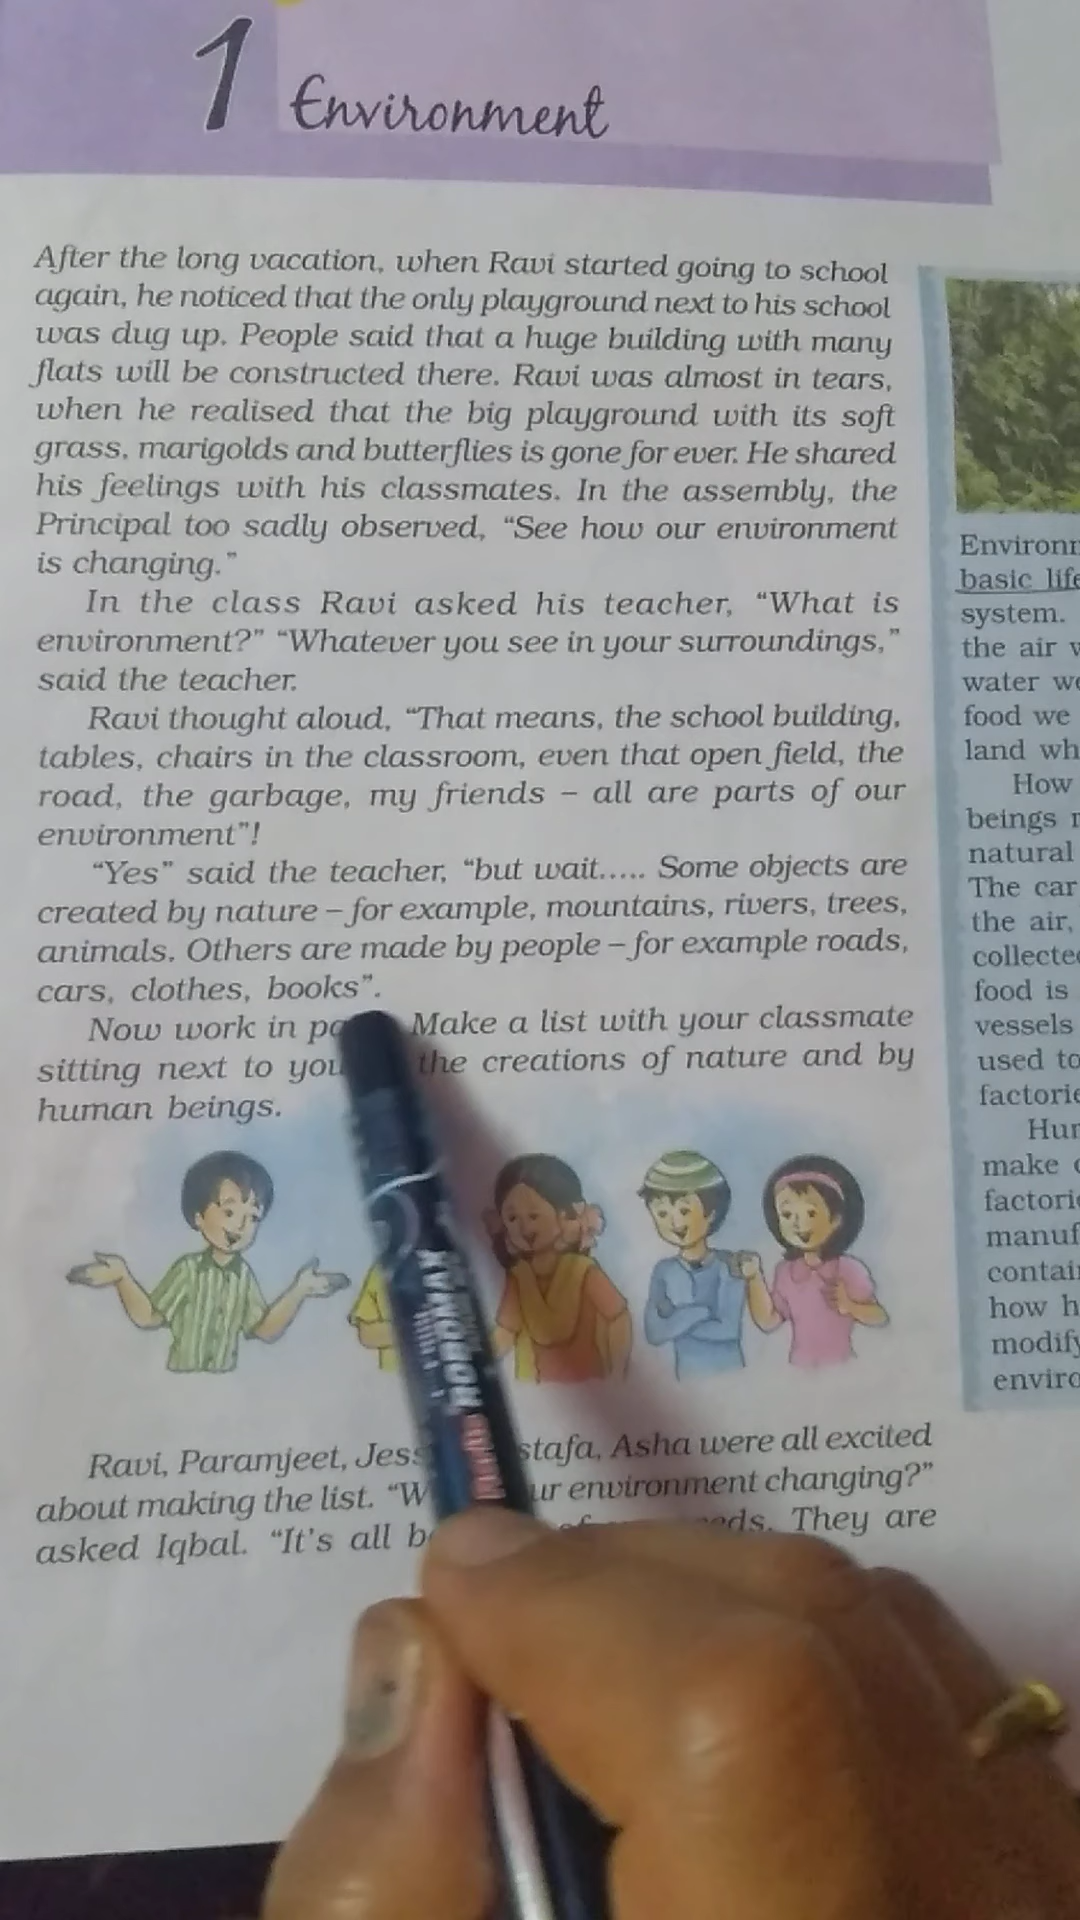 1 Environment
After the long vacation, when Ravi started going to school
again, he noticed that the only playground next to his school
was dug up. People said that a huge building with many
flats will be constructed there. Ravi was almost in tears,
when he realised that the big playground with its soft
grass, marigolds and butterflies is gone for ever. He shared
his feelings with his classmates. In the assembly, the
Principal too sadly observed, “See how our environment
is changing.”
In the class Ravi asked his teacher, “What is
environment?” “Whatever you see in your surroundings,”
said the teacher.
Ravi thought aloud, “That means, the school building,
tables, chairs in the classroom, even that open field, the
road, the garbage, my friends – all are parts of our
environment”!
“Yes” said the teacher, “but wait..... Some objects are
created by nature – for example, mountains, rivers, trees,
animals. Others are made by people – for example roads,
cars, clothes, books”.
Now work in Make a list with your classmate
sitting next to you the creations of nature and by
human beings.
Ravi, Paramjeet, Asha were all excited
about making the list. environment changing?”
asked Iqbal. “It’s all of They are
basic life
system.
the air
water
food we
land
How
beings
natural
The car
the air,
food is
vessels
used to
make
how